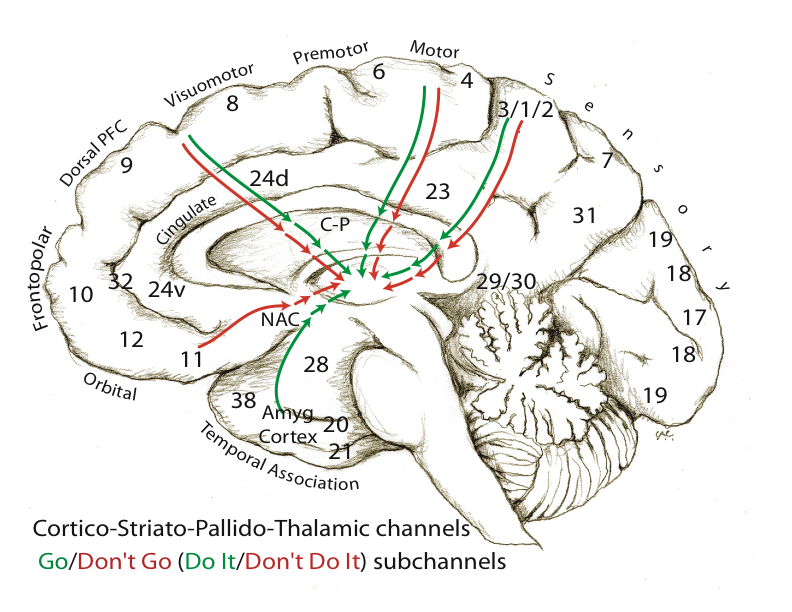 Motor
Premotor
6
4
S e n s o r y
Visuomotor
8
3/1/2
Dorsal PFC
9
7
24d
23
Cingulate
C-P
31
19
Frontopolar
32
24v
29/30
18
10
NAC
17
12
11
28
18
Orbital
38
Amyg
Cortex
20
21
19
Temporal Association
Cortico-Striato-Pallido-Thalamic channels
Go/Don't Go (Do It/Don't Do It) subchannels